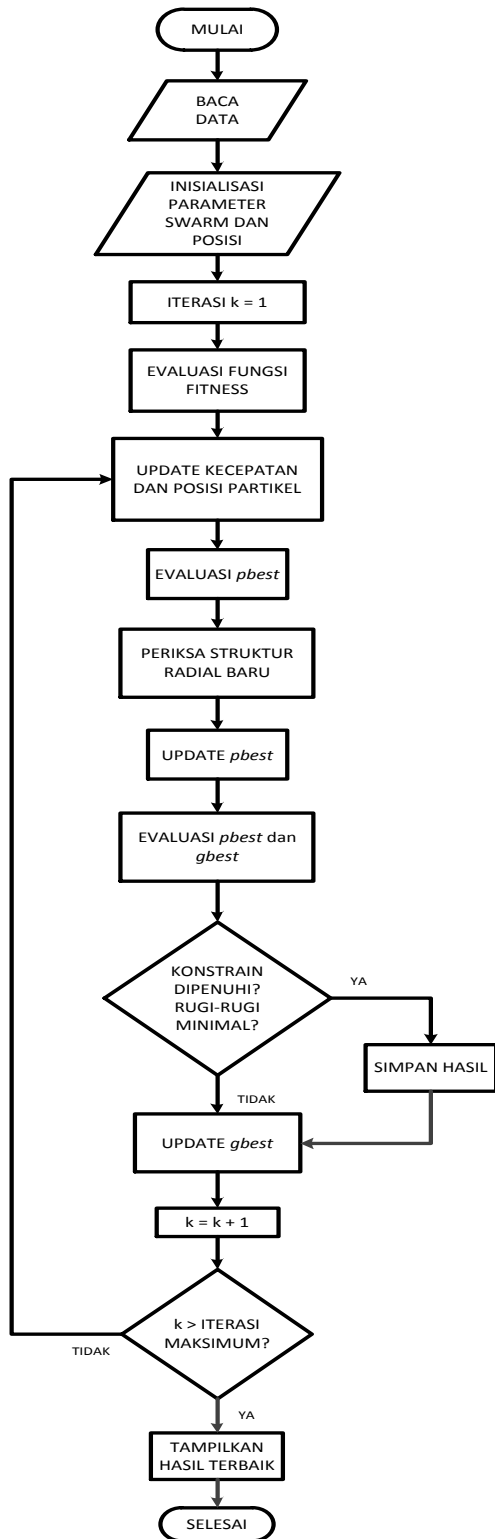 MULAI
BACA
DATA
INISIALISASI
PARAMETER
SWARM DAN
POSISI
ITERASI k = 1
EVALUASI FUNGSI
FITNESS
UPDATE KECEPATAN
DAN POSISI PARTIKEL
EVALUASI pbest
PERIKSA STRUKTUR
RADIAL BARU
UPDATE pbest
EVALUASI pbest dan
gbest
KONSTRAIN
DIPENUHI?
RUGI-RUGI
MINIMAL?
YA
SIMPAN HASIL
TIDAK
UPDATE gbest
k = k + 1
k > ITERASI
MAKSIMUM?
TIDAK
YA
TAMPILKAN
HASIL TERBAIK
SELESAI